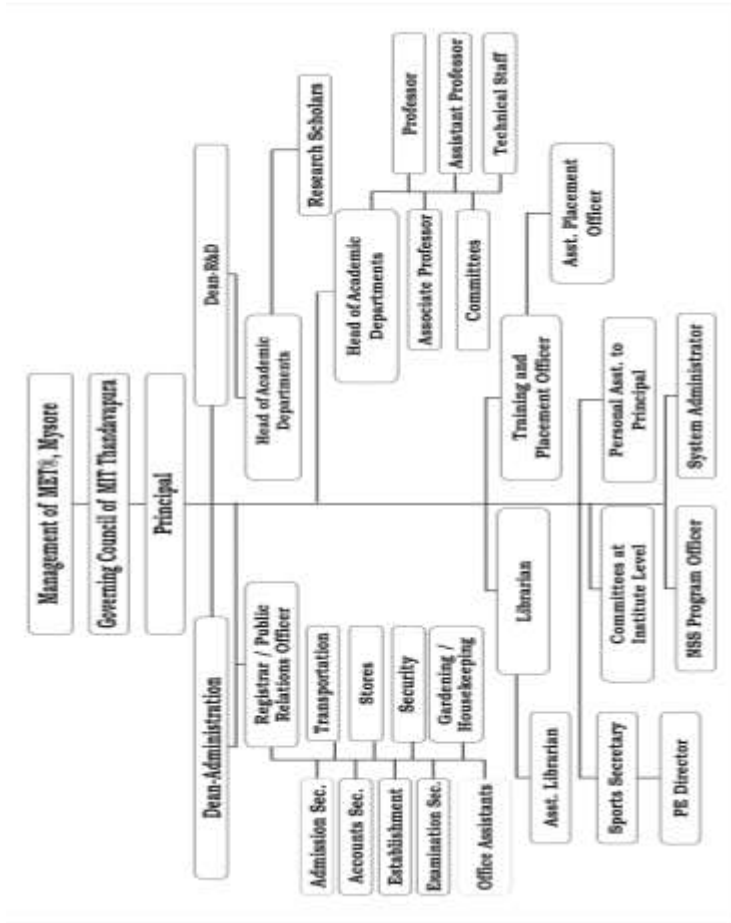 Management of MET®, Mysore
Governing Council of MIT Thandavapura
Principal
Dean-Administration
Dean-R&D
Registrar / Public
Relations Officer
Head of Academic
Departments
Research Scholars
Admission Sec.
Transportation
Accounts Sec.
Stores
Establishment
Security
Examination Sec.
Gardening /
Housekeeping
Office Assistants
Head of Academic
Departments
Professor
Associate Professor
Assistant Professor
Committees
Technical Staff
Librarian
Asst. Librarian
Training and
Placement Officer
Asst. Placement
Officer
Sports Secretary
PE Director
Committees at
Institute Level
Personal Asst. to
Principal
NSS Program Officer
System Administrator